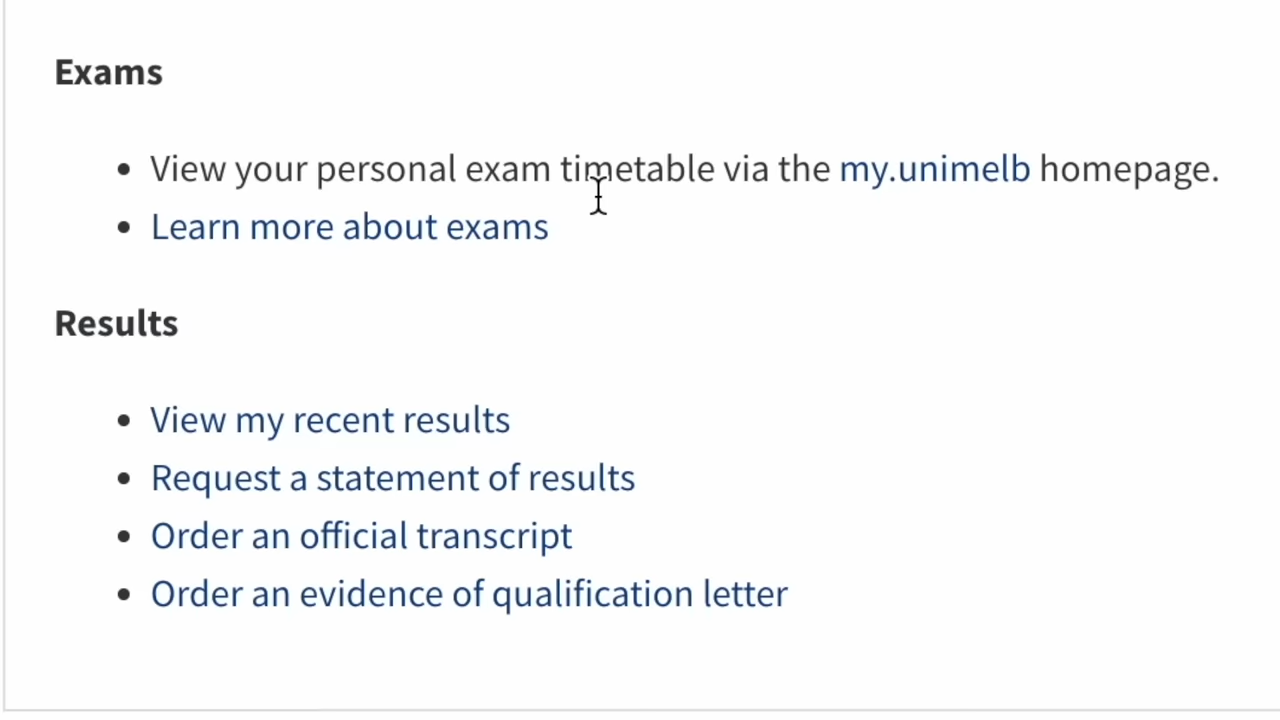 Exams
• View your personal exam timetable via the my.unimelb homepage.
• Learn more about exams
Results
• View my recent results
• Request a statement of results
• Order an official transcript
• Order an evidence of qualification letter